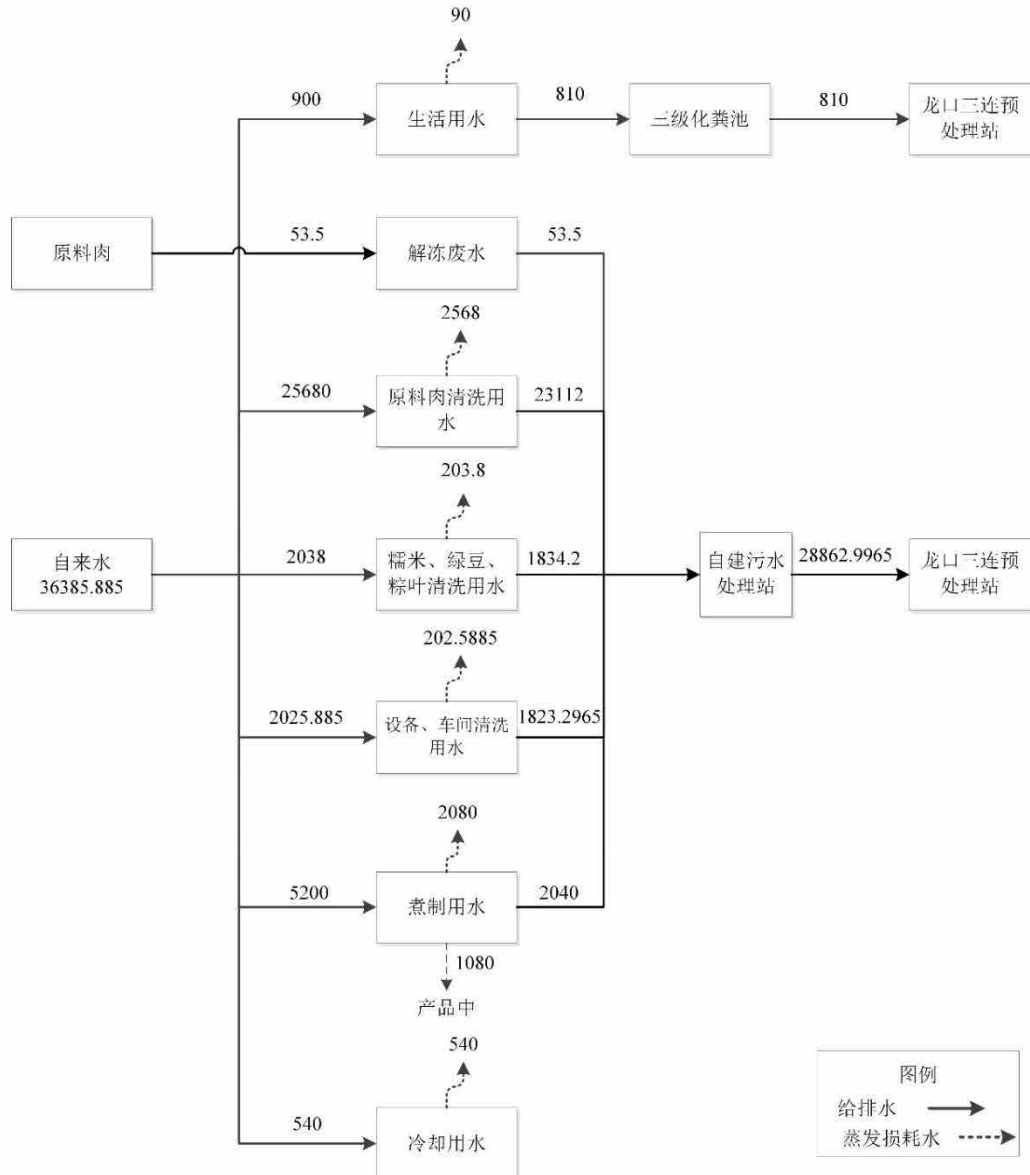 90
900
生活用水
810
三级化粪池
810
龙口三连预
处理站
原料肉
53.5
解冻废水
53.5
2568
25680
原料肉清洗用
水
23112
203.8
自来水
36385.885
2038
糯米、绿豆、
粽叶清洗用水
1834.2
自建污水
处理站
28862.9965
龙口三连预
处理站
202.5885
2025.885
设备、车间清洗
用水
1823.2965
2080
5200
煮制用水
2040
1080
产品中
540
540
冷却用水
图例
给排水
蒸发损耗水